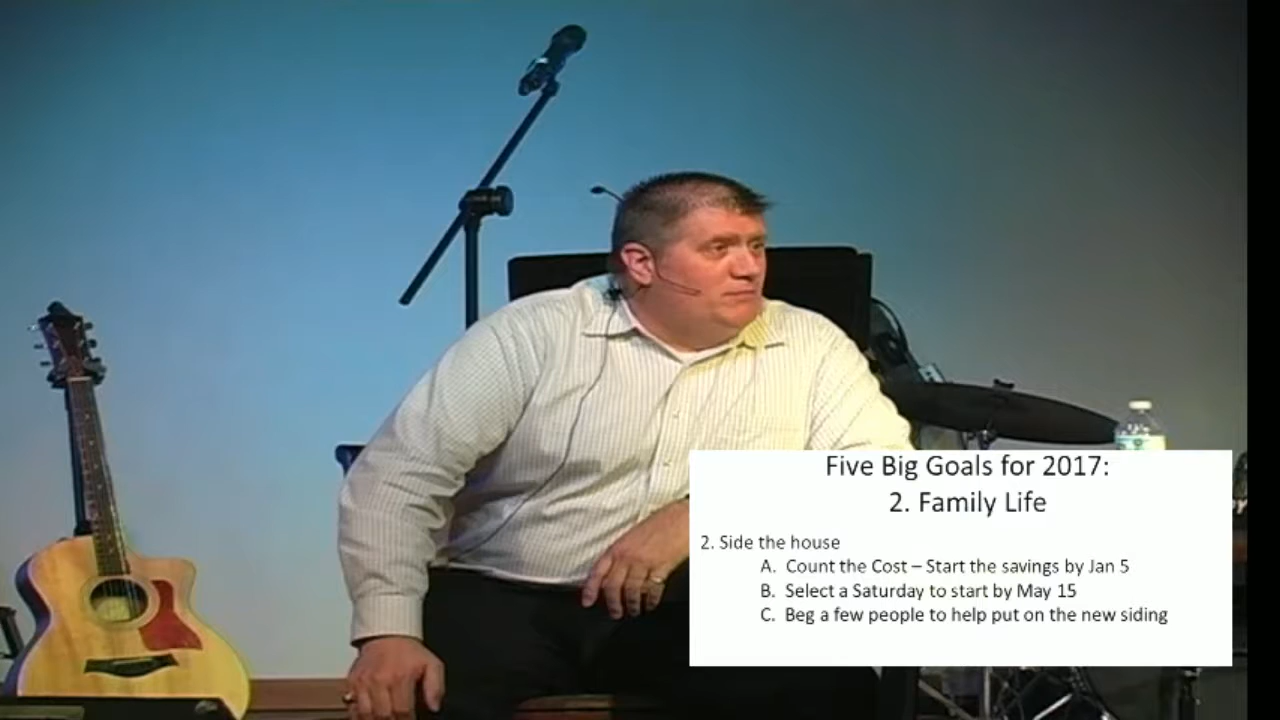 Five Big Goals for 2017:
2. Family Life
2. Side the house
A. Count the Cost – Start the savings by Jan 5
B. Select a Saturday to start by May 15
C. Beg a few people to help put on the new siding